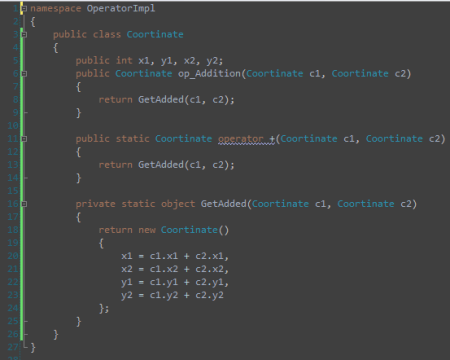 1 namespace OperatorImpl
2 {
3 public class Coortinate
4 {
5 public int x1, y1, x2, y2;
6 public Coortinate op_Addition(Coortinate c1, Coortinate c2)
7 {
8 return GetAdded(c1, c2);
9 }
10
11 public static Coortinate operator +(Coortinate c1, Coortinate c2)
12 {
13 return GetAdded(c1, c2);
14 }
15
16 private static object GetAdded(Coortinate c1, Coortinate c2)
17 {
18 return new Coortinate()
19 {
20 x1 = c1.x1 + c2.x1,
21 x2 = c1.x2 + c2.x2,
22 y1 = c1.y1 + c2.y1,
23 y2 = c1.y2 + c2.y2
24 };
25 }
26 }
27 }